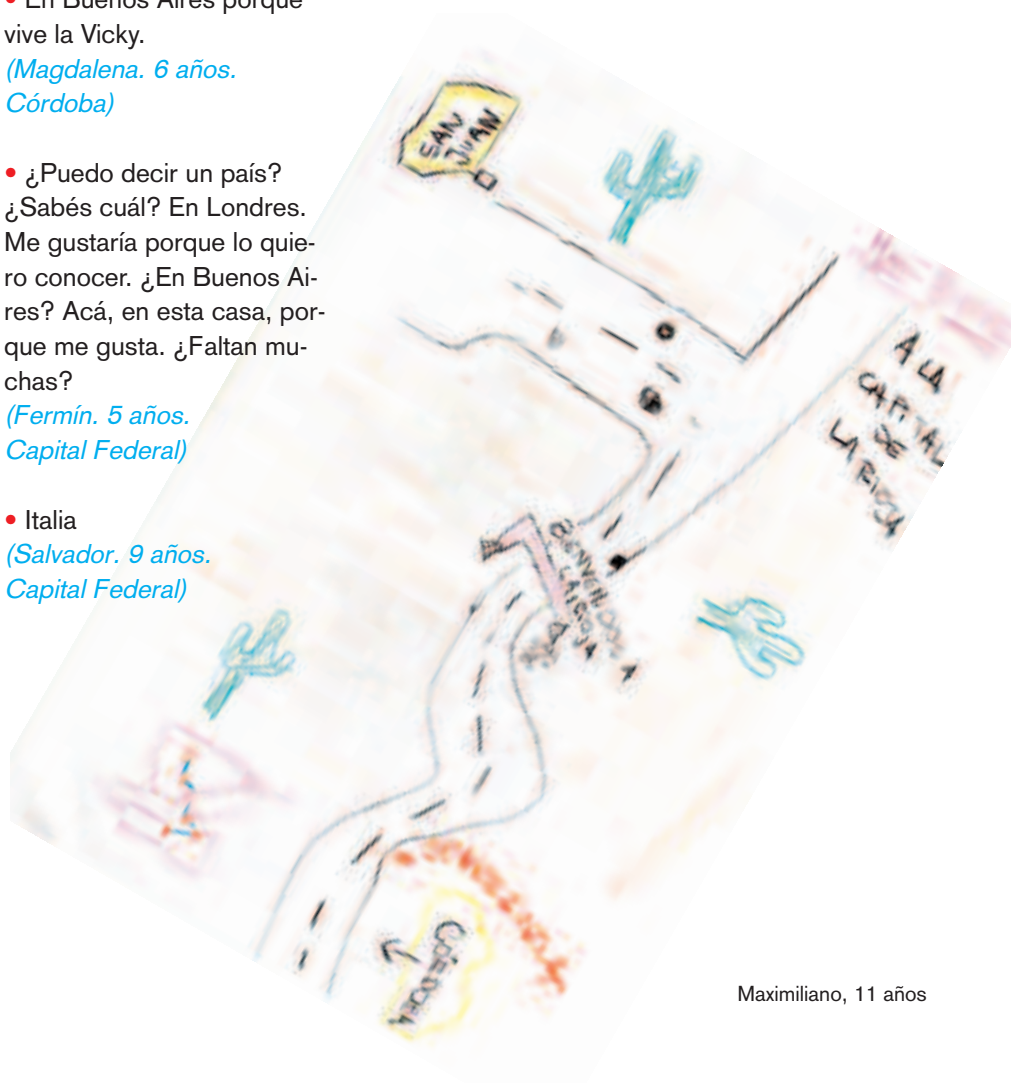 • En Buenos Aires porque
vive la Vicky.
(Magdalena. 6 años.
Córdoba)
• ¿Puedo decir un país?
¿Sabés cuál? En Londres.
Me gustaría porque lo quie-
ro conocer. ¿En Buenos Ai-
res? Acá, en esta casa, por-
que me gusta. ¿Faltan mu-
chas?
(Fermín. 5 años.
Capital Federal)
• Italia
(Salvador. 9 años.
Capital Federal)
SAN
JUAN
A LA
CAPITAL
DE
LA RIOJA
BIENVENIDOS A
LA RIOJA
CÓRDOBA
Maximiliano, 11 años